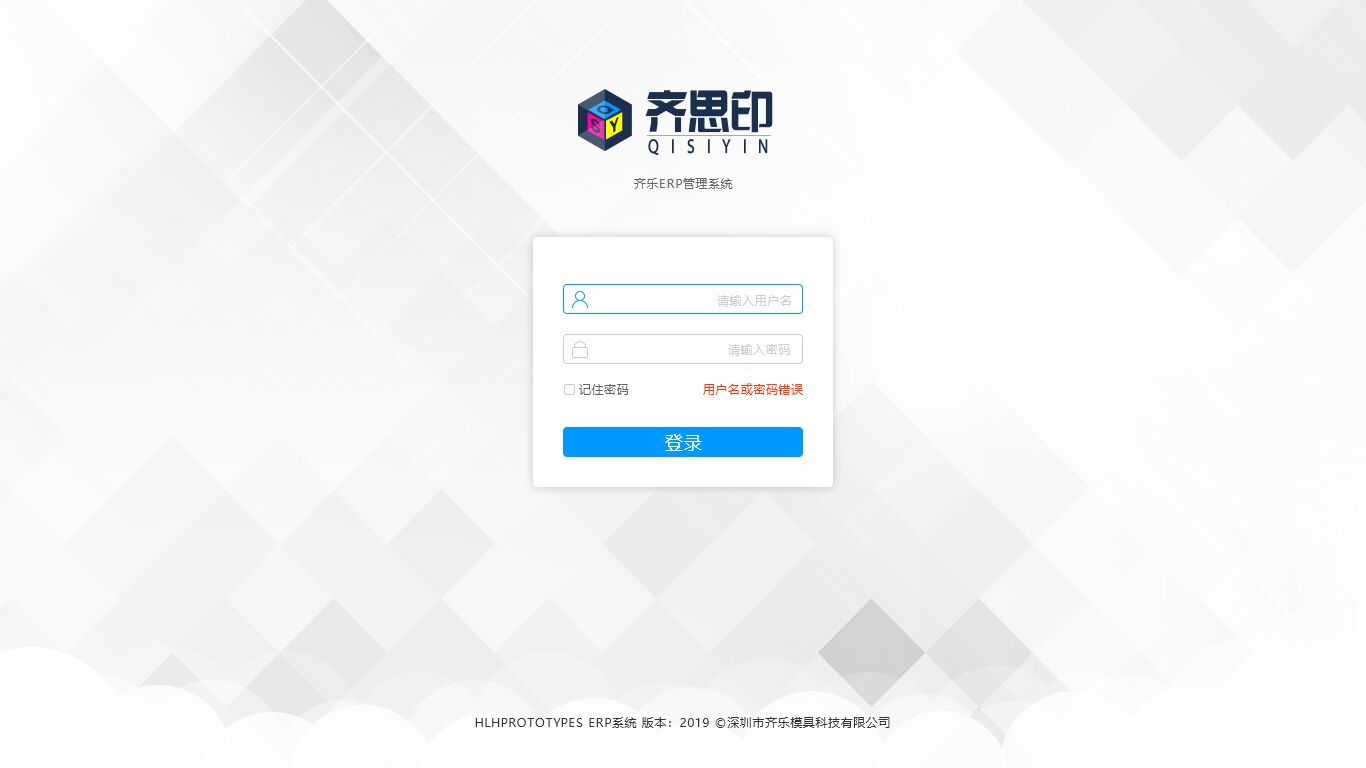 Q
S Y
齐思印
QISIYIN
齐乐ERP管理系统
请输入用户名
请输入密码
记住密码 用户名或密码错误
登录
HLHPROTOTYPES ERP系统 版本：2019 ©深圳市齐乐模具科技有限公司